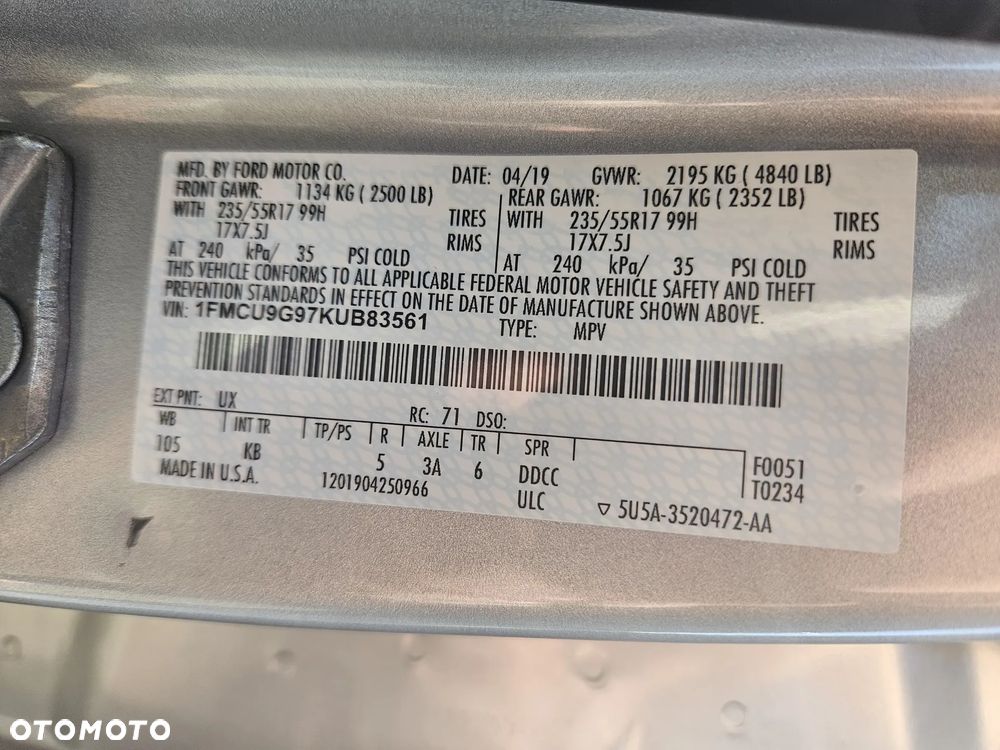 MFD. BY FORD MOTOR CO. DATE: 04/19 GVWR: 2195 KG ( 4840 LB)
FRONT GAWR: 1134 KG ( 2500 LB) REAR GAWR: 1067 KG ( 2352 LB)
WITH 235/55R17 99H TIRES WITH 235/55R17 99H TIRES
17X7.5J RIMS 17X7.5J RIMS
AT 240 kPa/ 35 PSI COLD AT 240 kPa/ 35 PSI COLD
THIS VEHICLE CONFORMS TO ALL APPLICABLE FEDERAL MOTOR VEHICLE SAFETY AND THEFT
PREVENTION STANDARDS IN EFFECT ON THE DATE OF MANUFACTURE SHOWN ABOVE.
VIN: 1FMCU9G97KUB83561 TYPE: MPV
EXT PNT: UX RC: 71 DSO:
WB INT TR TP/PS R AXLE TR SPR
105 KB 5 3A 6 DDCC F0051
MADE IN U.S.A. 1201904250966 ULC T0234
▽ 5U5A-3520472-AA
OTOMOTO